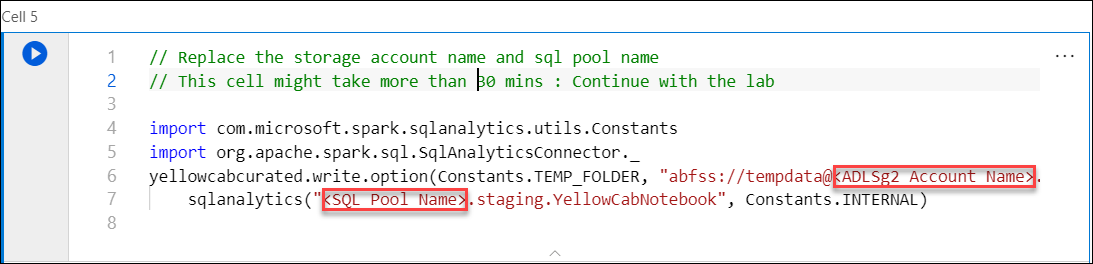 Cell 5
1 // Replace the storage account name and sql pool name
2 // This cell might take more than 30 mins : Continue with the lab
3
4 import com.microsoft.spark.sqlanalytics.utils.Constants
5 import org.apache.spark.sql.SqlAnalyticsConnector._
6 yellowcabcurated.write.option(Constants.TEMP_FOLDER, "abfss://tempdata@<ADLSg2 Account Name>.
7 sqlanalytics("<SQL Pool Name>.staging.YellowCabNotebook", Constants.INTERNAL)
8